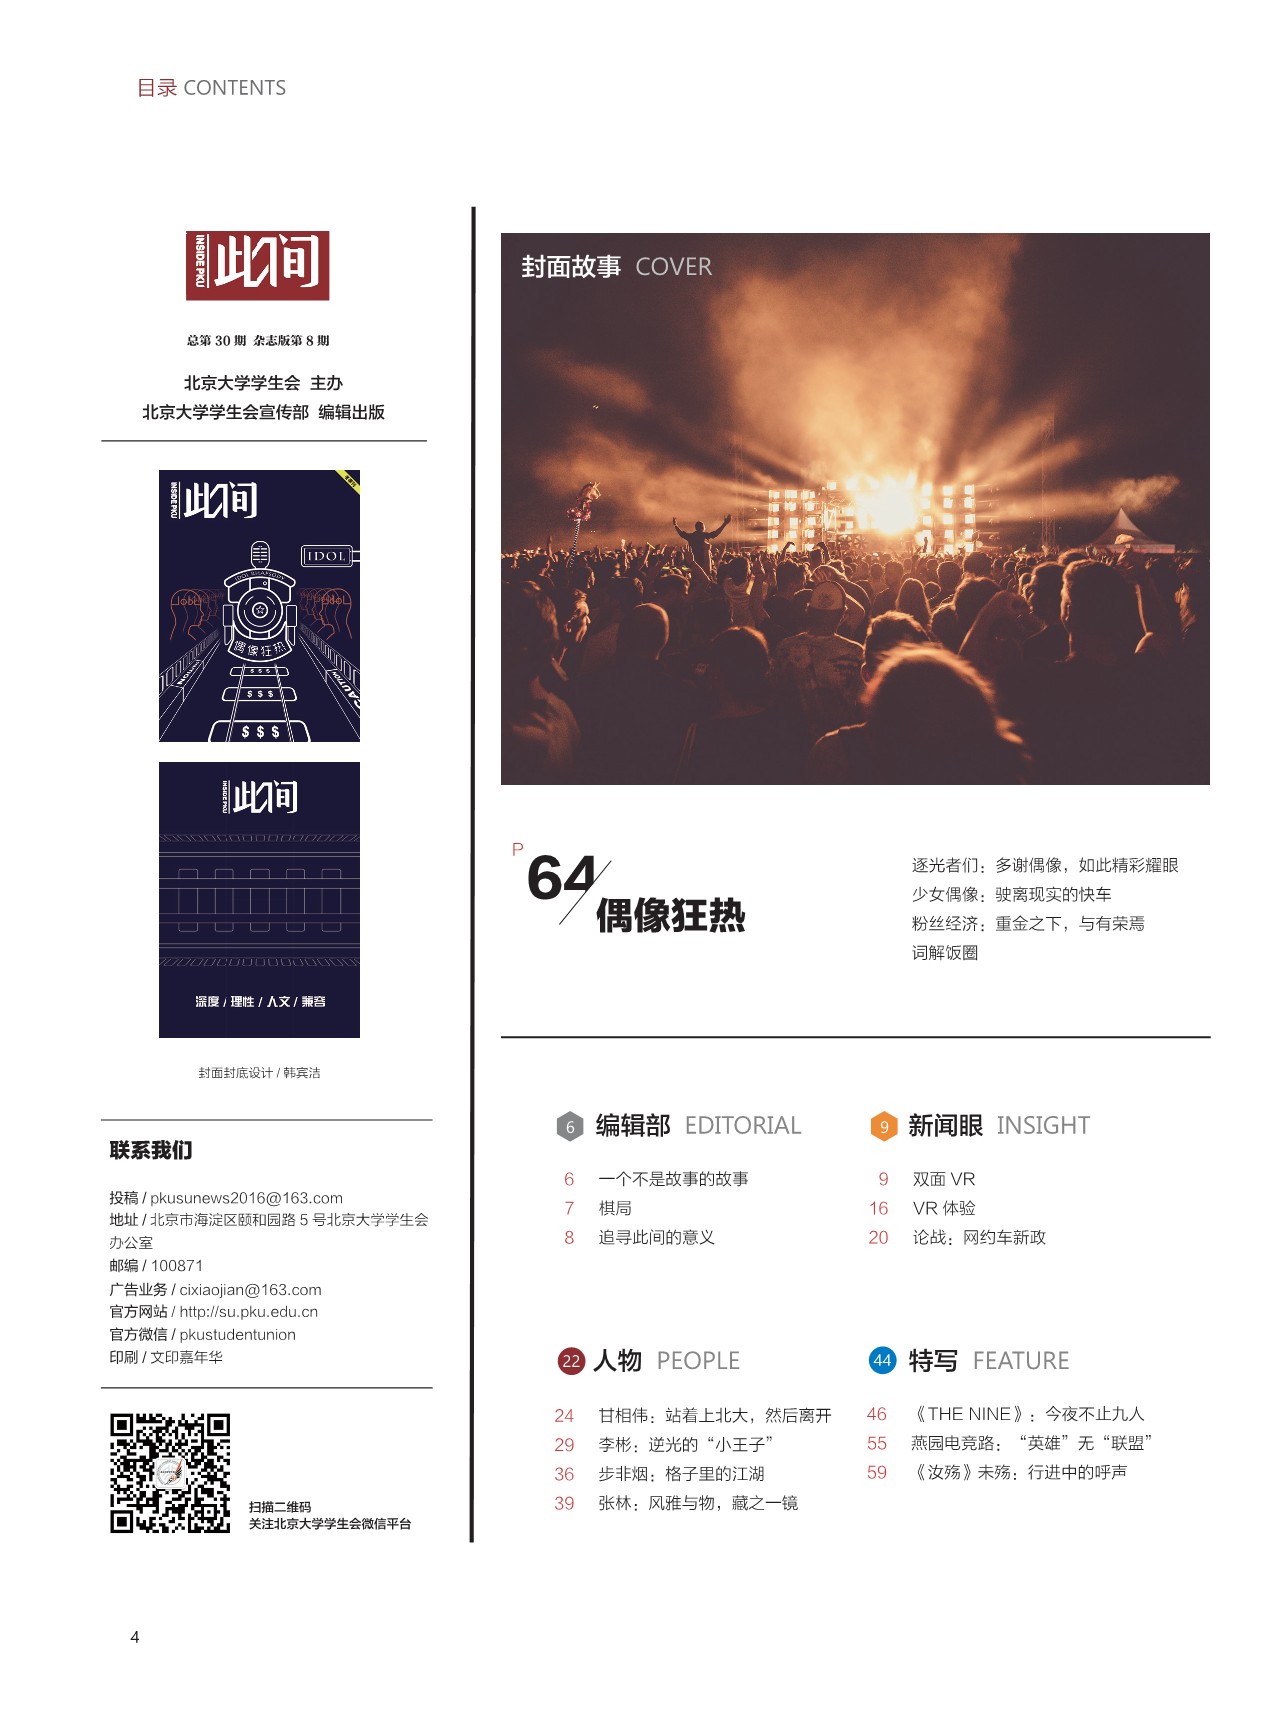 目录 CONTENTS
INSIDE PKU
此间
总第 30 期 杂志版第 8 期
北京大学学生会 主办
北京大学学生会宣传部 编辑出版
INSIDE PKU
此间
IDOL
IDOL RHAPSODY
偶像狂热
CAUTION
$ $ $
$ $ $
$ $ $
INSIDE PKU
此间
深度 / 理性 / 人文 / 兼容
封面封底设计 / 韩宾洁
联系我们
投稿 / pkusunews2016@163.com
地址 / 北京市海淀区颐和园路 5 号北京大学学生会
办公室
邮编 / 100871
广告业务 / cixiaojian@163.com
官方网站 / http://su.pku.edu.cn
官方微信 / pkustudentunion
印刷 / 文印嘉年华
扫描二维码
关注北京大学学生会微信平台
封面故事 COVER
P
64
偶像狂热
逐光者们：多谢偶像，如此精彩耀眼
少女偶像：驶离现实的快车
粉丝经济：重金之下，与有荣焉
词解饭圈
6 编辑部 EDITORIAL
6 一个不是故事的故事
7 棋局
8 追寻此间的意义
9 新闻眼 INSIGHT
9 双面 VR
16 VR 体验
20 论战：网约车新政
22 人物 PEOPLE
24 甘相伟：站着上北大，然后离开
29 李彬：逆光的“小王子”
36 步非烟：格子里的江湖
39 张林：风雅与物，藏之一镜
44 特写 FEATURE
46 《THE NINE》：今夜不止九人
55 燕园电竞路：“英雄”无“联盟”
59 《汝殇》未殇：行进中的呼声
4